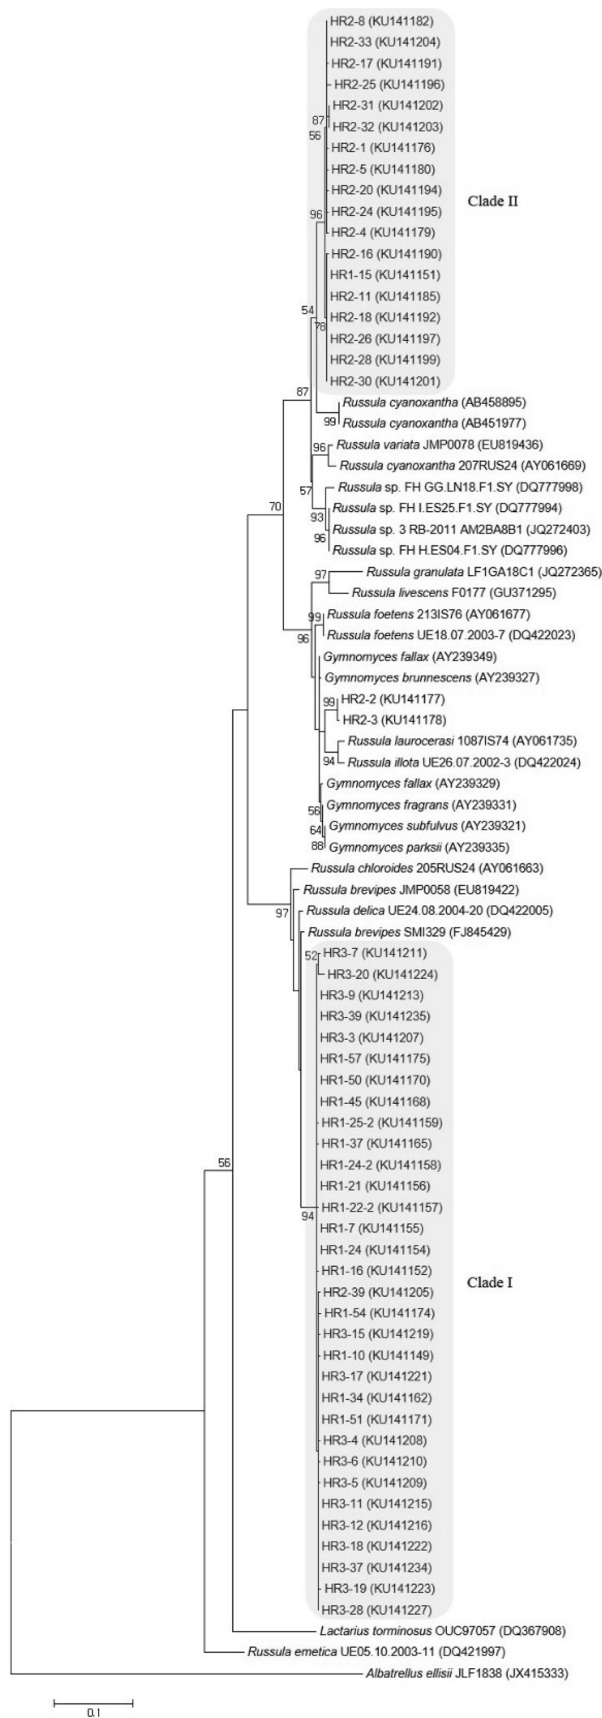 HR2-8 (KU141182)
HR2-33 (KU141204)
HR2-17 (KU141191)
HR2-25 (KU141196)
HR2-31 (KU141202)
87
HR2-32 (KU141203)
56
HR2-1 (KU141176)
HR2-5 (KU141180)
HR2-20 (KU141194)
Clade II
HR2-24 (KU141195)
96
HR2-4 (KU141179)
HR2-16 (KU141190)
HR1-15 (KU141151)
HR2-11 (KU141185)
54
HR2-18 (KU141192)
78
HR2-26 (KU141197)
HR2-28 (KU141199)
HR2-30 (KU141201)
87
Russula cyanoxantha (AB458895)
99
Russula cyanoxantha (AB451977)
96
Russula variata JMP0078 (EU819436)
Russula cyanoxantha 207RUS24 (AY061669)
57
Russula sp. FH GG.LN18.F1.SY (DQ777998)
70
Russula sp. FH I.ES25.F1.SY (DQ777994)
93
Russula sp. 3 RB-2011 AM2BA8B1 (JQ272403)
96
Russula sp. FH H.ES04.F1.SY (DQ777996)
97
Russula granulata LF1GA18C1 (JQ272365)
Russula livescens F0177 (GU371295)
99
Russula foetens 213IS76 (AY061677)
96
Russula foetens UE18.07.2003-7 (DQ422023)
Gymnomyces fallax (AY239349)
Gymnomyces brunnescens (AY239327)
99
HR2-2 (KU141177)
HR2-3 (KU141178)
Russula laurocerasi 1087IS74 (AY061735)
94
Russula illota UE26.07.2002-3 (DQ422024)
Gymnomyces fallax (AY239329)
56
Gymnomyces fragrans (AY239331)
64
Gymnomyces subfulvus (AY239321)
88
Gymnomyces parksii (AY239335)
Russula chloroides 205RUS24 (AY061663)
Russula brevipes JMP0058 (EU819422)
97
Russula delica UE24.08.2004-20 (DQ422005)
Russula brevipes SMI329 (FJ845429)
52
HR3-7 (KU141211)
HR3-20 (KU141224)
HR3-9 (KU141213)
HR3-39 (KU141235)
HR3-3 (KU141207)
HR1-57 (KU141175)
HR1-50 (KU141170)
HR1-45 (KU141168)
HR1-25-2 (KU141159)
HR1-37 (KU141165)
56
HR1-24-2 (KU141158)
HR1-21 (KU141156)
HR1-22-2 (KU141157)
94
HR1-7 (KU141155)
HR1-24 (KU141154)
HR1-16 (KU141152)
Clade I
HR2-39 (KU141205)
HR1-54 (KU141174)
HR3-15 (KU141219)
HR1-10 (KU141149)
HR3-17 (KU141221)
HR1-34 (KU141162)
HR1-51 (KU141171)
HR3-4 (KU141208)
HR3-6 (KU141210)
HR3-5 (KU141209)
HR3-11 (KU141215)
HR3-12 (KU141216)
HR3-18 (KU141222)
HR3-37 (KU141234)
HR3-19 (KU141223)
HR3-28 (KU141227)
Lactarius torminosus OUC97057 (DQ367908)
Russula emetica UE05.10.2003-11 (DQ421997)
Albatrellus ellisii JLF1838 (JX415333)
0.1